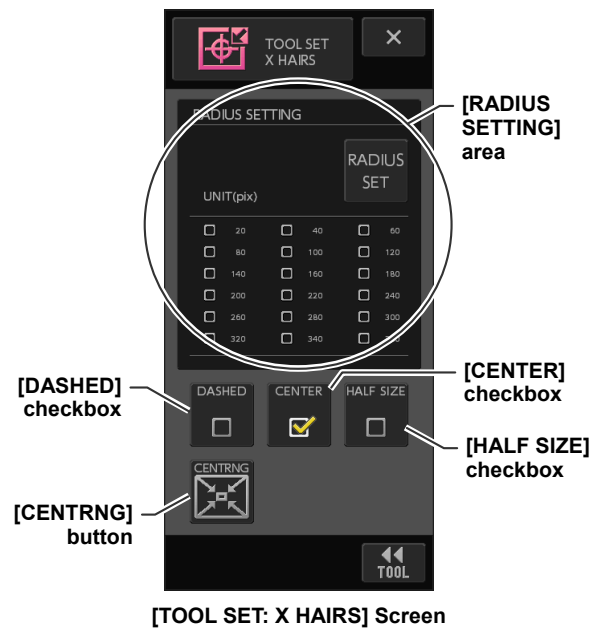 TOOL SET
X HAIRS
RADIUS SETTING
[RADIUS
SETTING]
area
RADIUS
SET
UNIT(pix)
20 40 60
80 100 120
140 160 180
200 220 240
260 280 300
320 340
[DASHED]
checkbox
[CENTER]
checkbox
DASHED CENTER HALF SIZE
[HALF SIZE]
checkbox
CENTRNG
[CENTRNG]
button
TOOL
[TOOL SET: X HAIRS] Screen